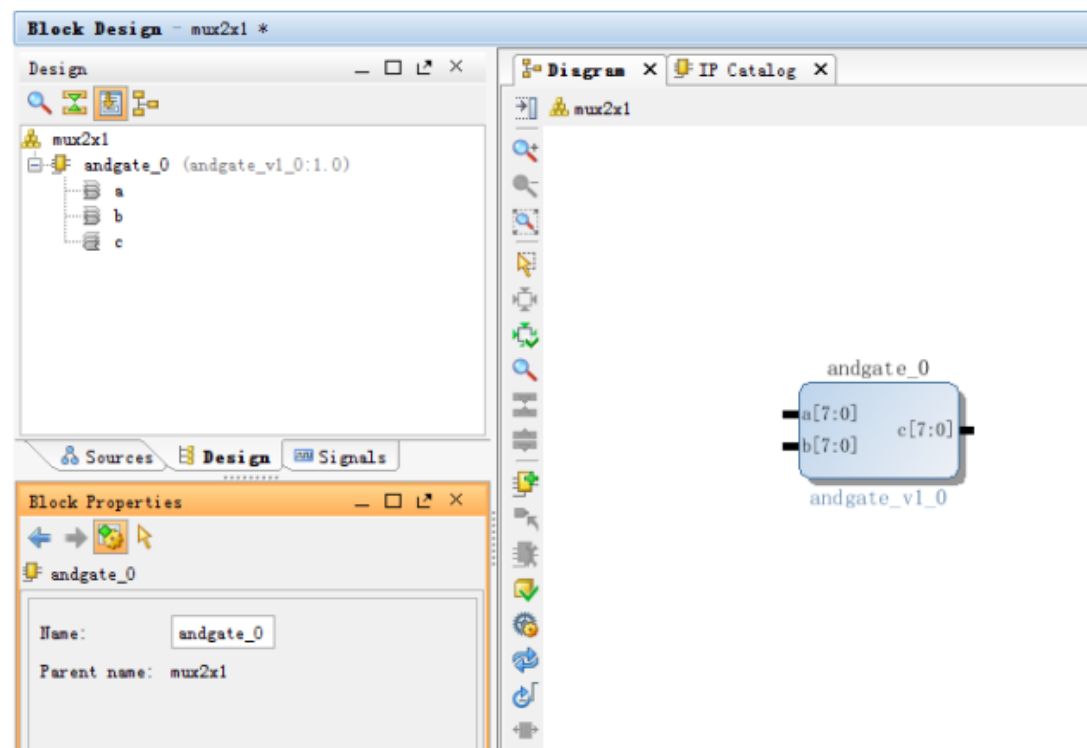 Block Design - mux2x1 *
Design
mux2x1
andgate_0 (andgate_v1_0:1.0)
a
b
c
Sources
Design
Signals
Block Properties
andgate_0
Name: andgate_0
Parent name: mux2x1
Diagram
IP Catalog
mux2x1
andgate_0
a[7:0]
b[7:0]
c[7:0]
andgate_v1_0